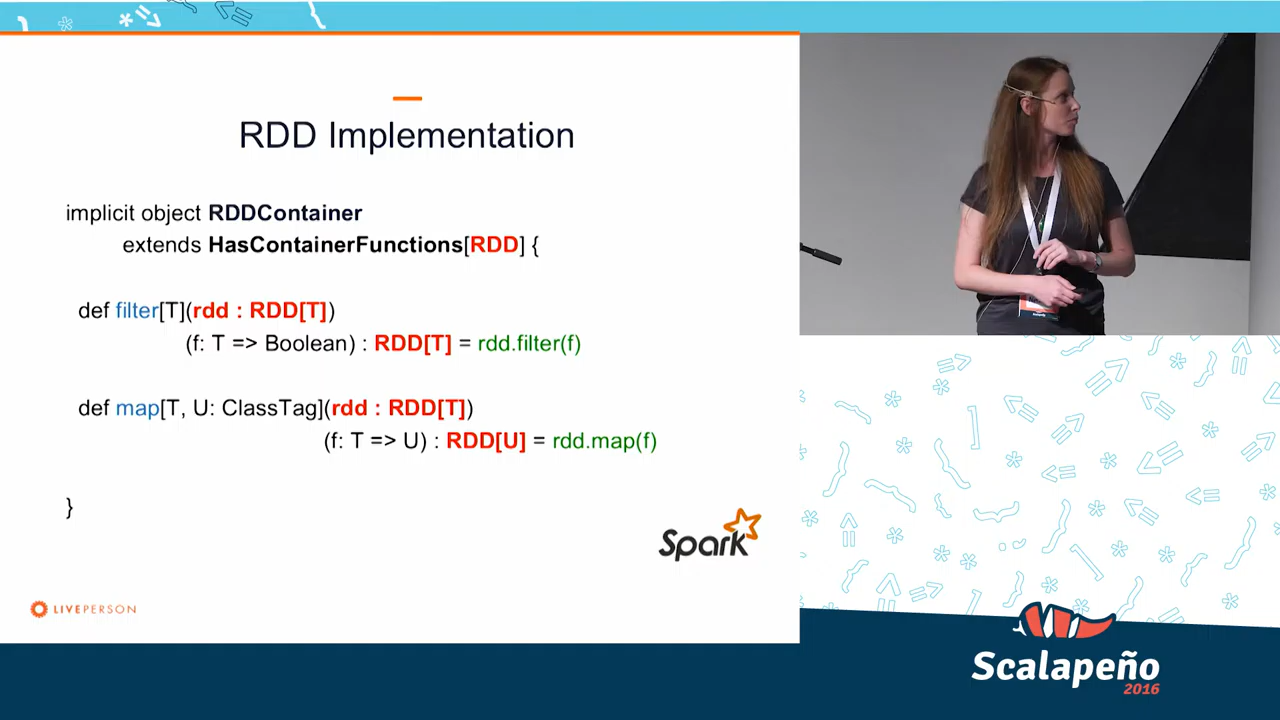 RDD Implementation
implicit object RDDContainer
extends HasContainerFunctions[RDD] {
def filter[T](rdd : RDD[T])
(f: T => Boolean) : RDD[T] = rdd.filter(f)
def map[T, U: ClassTag](rdd : RDD[T])
(f: T => U) : RDD[U] = rdd.map(f)
}
Spark
LIVEPERSON
Scalapeño
2016